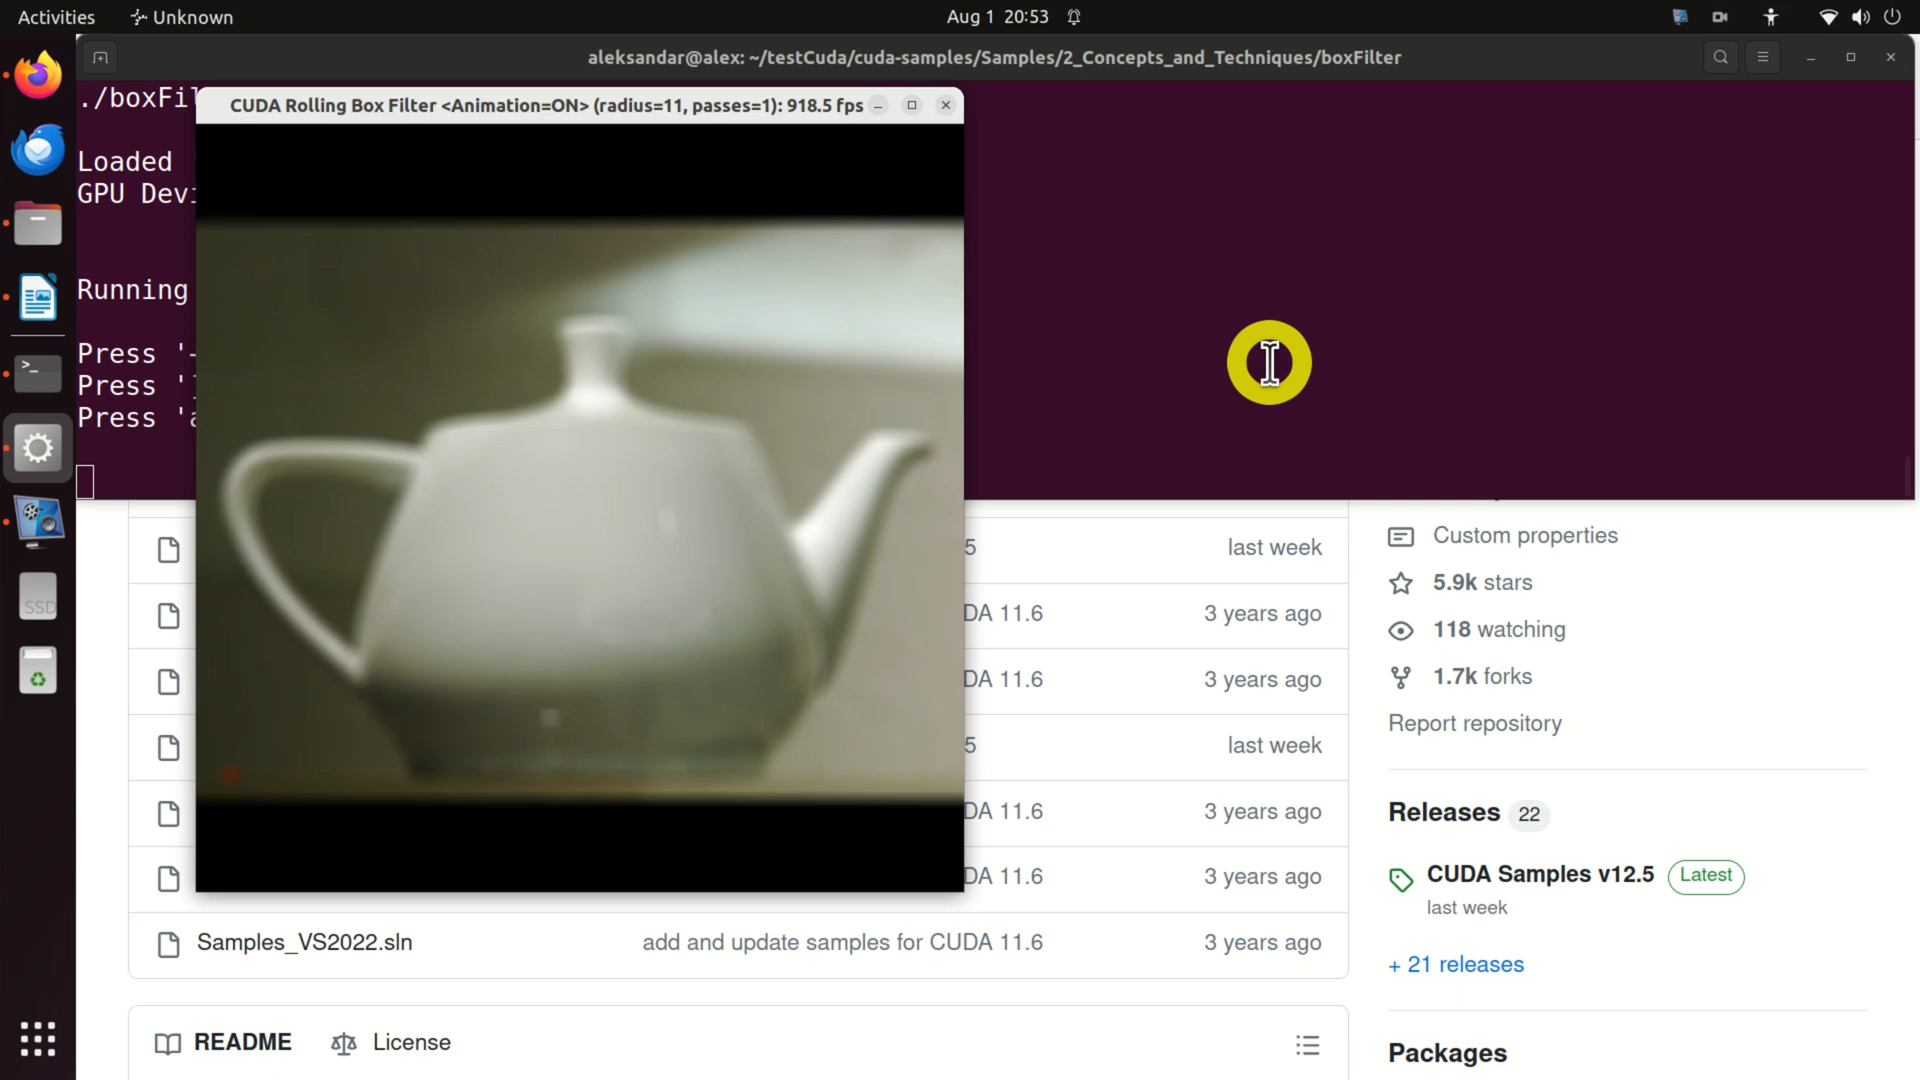 Activities
Unknown
Aug 1 20:53
aleksandar@alex: ~/testCuda/cuda-samples/Samples/2_Concepts_and_Techniques/boxFilter
./boxFil
CUDA Rolling Box Filter <Animation=ON> (radius=11, passes=1): 918.5 fps
Loaded
GPU Devi
Running
Press '-
Press ']
Press 'a
>_
SSD
5 last week
DA 11.6 3 years ago
DA 11.6 3 years ago
5 last week
DA 11.6 3 years ago
DA 11.6 3 years ago
Samples_VS2022.sln add and update samples for CUDA 11.6 3 years ago
README
License
Custom properties
5.9k stars
118 watching
1.7k forks
Report repository
Releases 22
CUDA Samples v12.5 Latest
last week
+ 21 releases
Packages